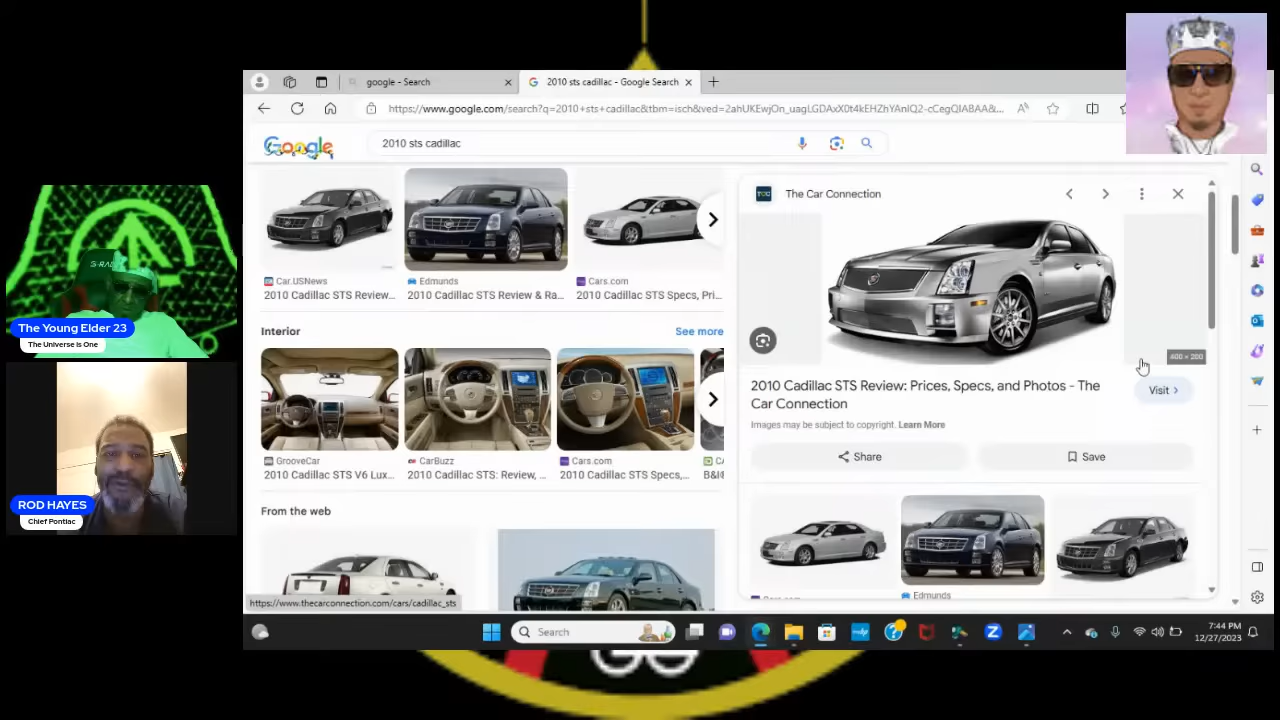 google - Search
2010 sts cadillac - Google Search
https://www.google.com/search?q=2010+sts+cadillac&tbm=isch&ved=
Google
2010 sts cadillac
The Car Connection
Car.USNews
2010 Cadillac STS Review...
Edmunds
2010 Cadillac STS Review & Ra...
Cars.com
2010 Cadillac STS Specs, Pri...
Interior
See more
400 × 200
2010 Cadillac STS Review: Prices, Specs, and Photos - The
Car Connection
Visit
Images may be subject to copyright. Learn More
Share
Save
GrooveCar
2010 Cadillac STS V6 Lux...
CarBuzz
2010 Cadillac STS: Review, ...
Cars.com
2010 Cadillac STS Specs,...
From the web
Edmunds
https://www.thecarconnection.com/cars/cadillac_sts
Search
7:44 PM
12/27/2023
The Young Elder 23
The Universe is One
ROD HAYES
Chief Pontiac